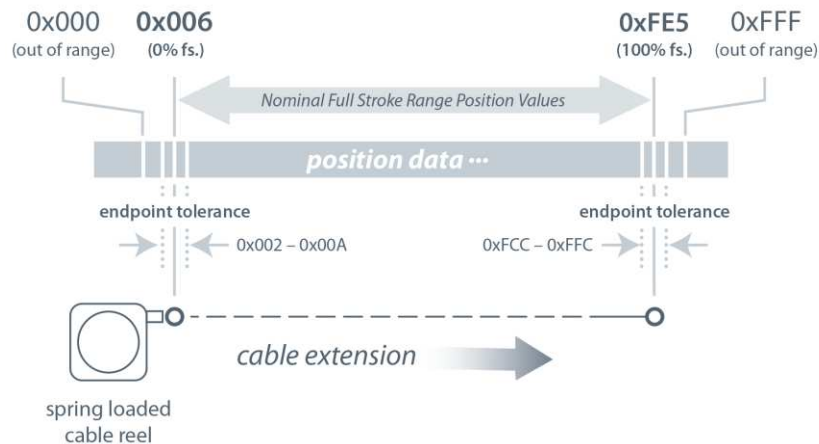 0x000 0x006 0xFE5 0xFFF
(out of range) (0% fs.) (100% fs.) (out of range)
Nominal Full Stroke Range Position Values
position data ···
endpoint tolerance endpoint tolerance
0x002 – 0x00A 0xFCC – 0xFFC
cable extension
spring loaded
cable reel